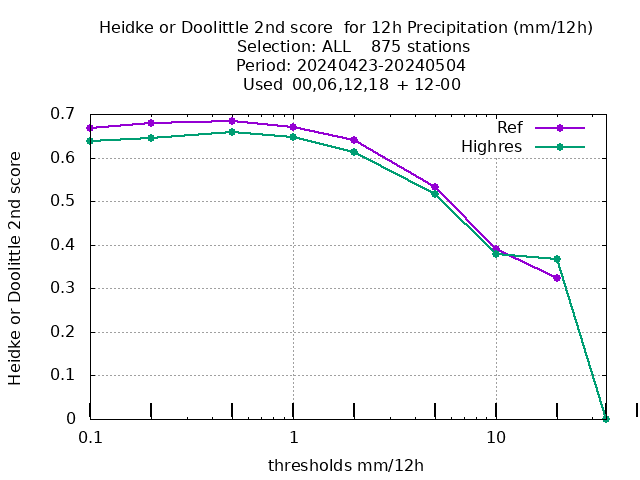 Heidke or Doolittle 2nd score  for 12h Precipitation (mm/12h)
Selection: ALL    875 stations
Period: 20240423-20240504
Used  00,06,12,18 + 12-00
Ref
Highres
Heidke or Doolittle 2nd score
0.7
0.6
0.5
0.4
0.3
0.2
0.1
0
0.1 1 10
thresholds mm/12h